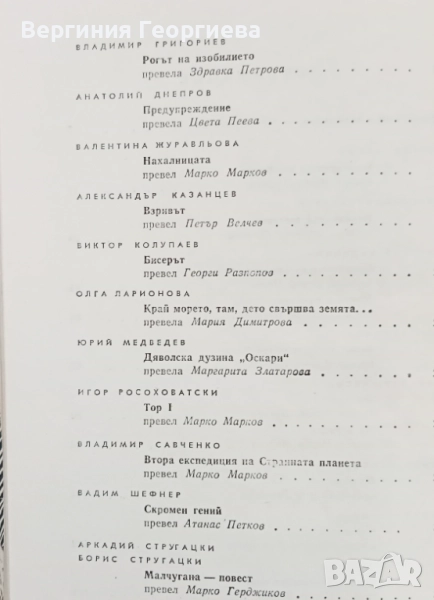 Вергиния Георгиева
ВЛАДИМИР ГРИГОРИЕВ
Рогът на изобилието
превела Здравка Петрова . . . . . . . . . .
АНАТОЛИЙ ДНЕПРОВ
Предупреждение
превела Цвета Пеева . . . . . . . . . .
ВАЛЕНТИНА ЖУРАВЛЬОВА
Нахалницата
превел Марко Марков . . . . . . . . . .
АЛЕКСАНДЪР КАЗАНЦЕВ
Взривът
превел Петър Велчев . . . . . . . . . .
ВИКТОР КОЛУПАЕВ
Бисерът
превел Георги Разкопов . . . . . . . . . .
ОЛГА ЛАРИОНОВА
Край морето, там, дето свършва земята...
превела Мария Димитрова . . . . . . . . .
ЮРИЙ МЕДВЕДЕВ
Дяволска дузина „Оскари"
превела Маргарита Златарова . . . . . . . .
ИГОР РОСОХОВАТСКИ
Тор I
превел Марко Марков . . . . . . . . . .
ВЛАДИМИР САВЧЕНКО
Втора експедиция на Странната планета
превел Марко Марков . . . . . . . . . .
ВАДИМ ШЕФНЕР
Скромен гений
превел Атанас Петков . . . . . . . . . .
АРКАДИЙ СТРУГАЦКИ
БОРИС СТРУГАЦКИ
Малчугана — повест
превел Марко Герджиков . . . . . . .
bazar